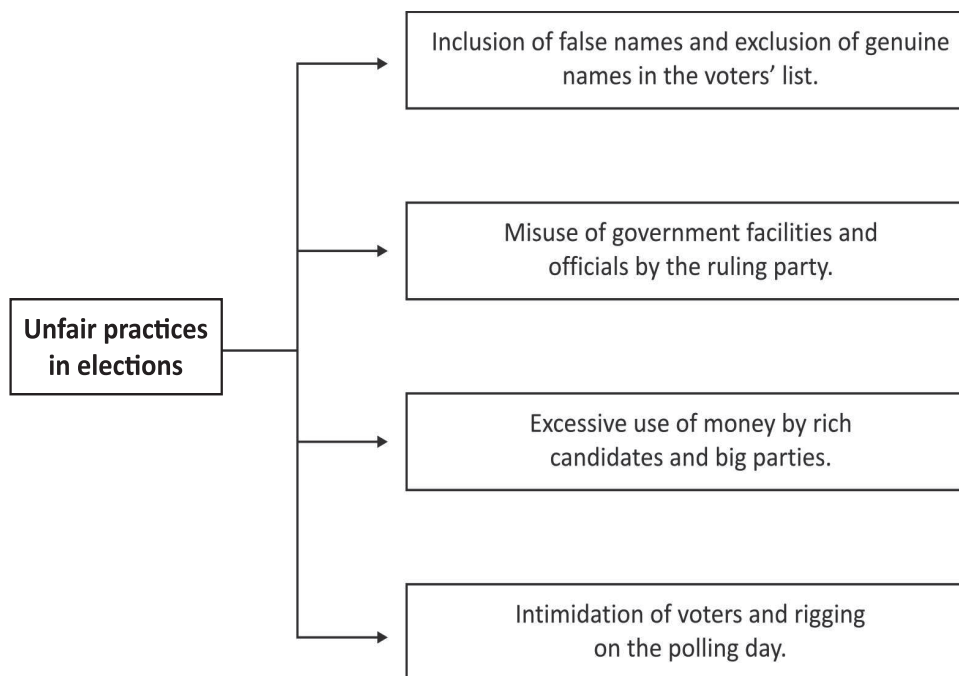 Inclusion of false names and exclusion of genuine
names in the voters’ list.
Misuse of government facilities and
officials by the ruling party.
Unfair practices
in elections
Excessive use of money by rich
candidates and big parties.
Intimidation of voters and rigging
on the polling day.